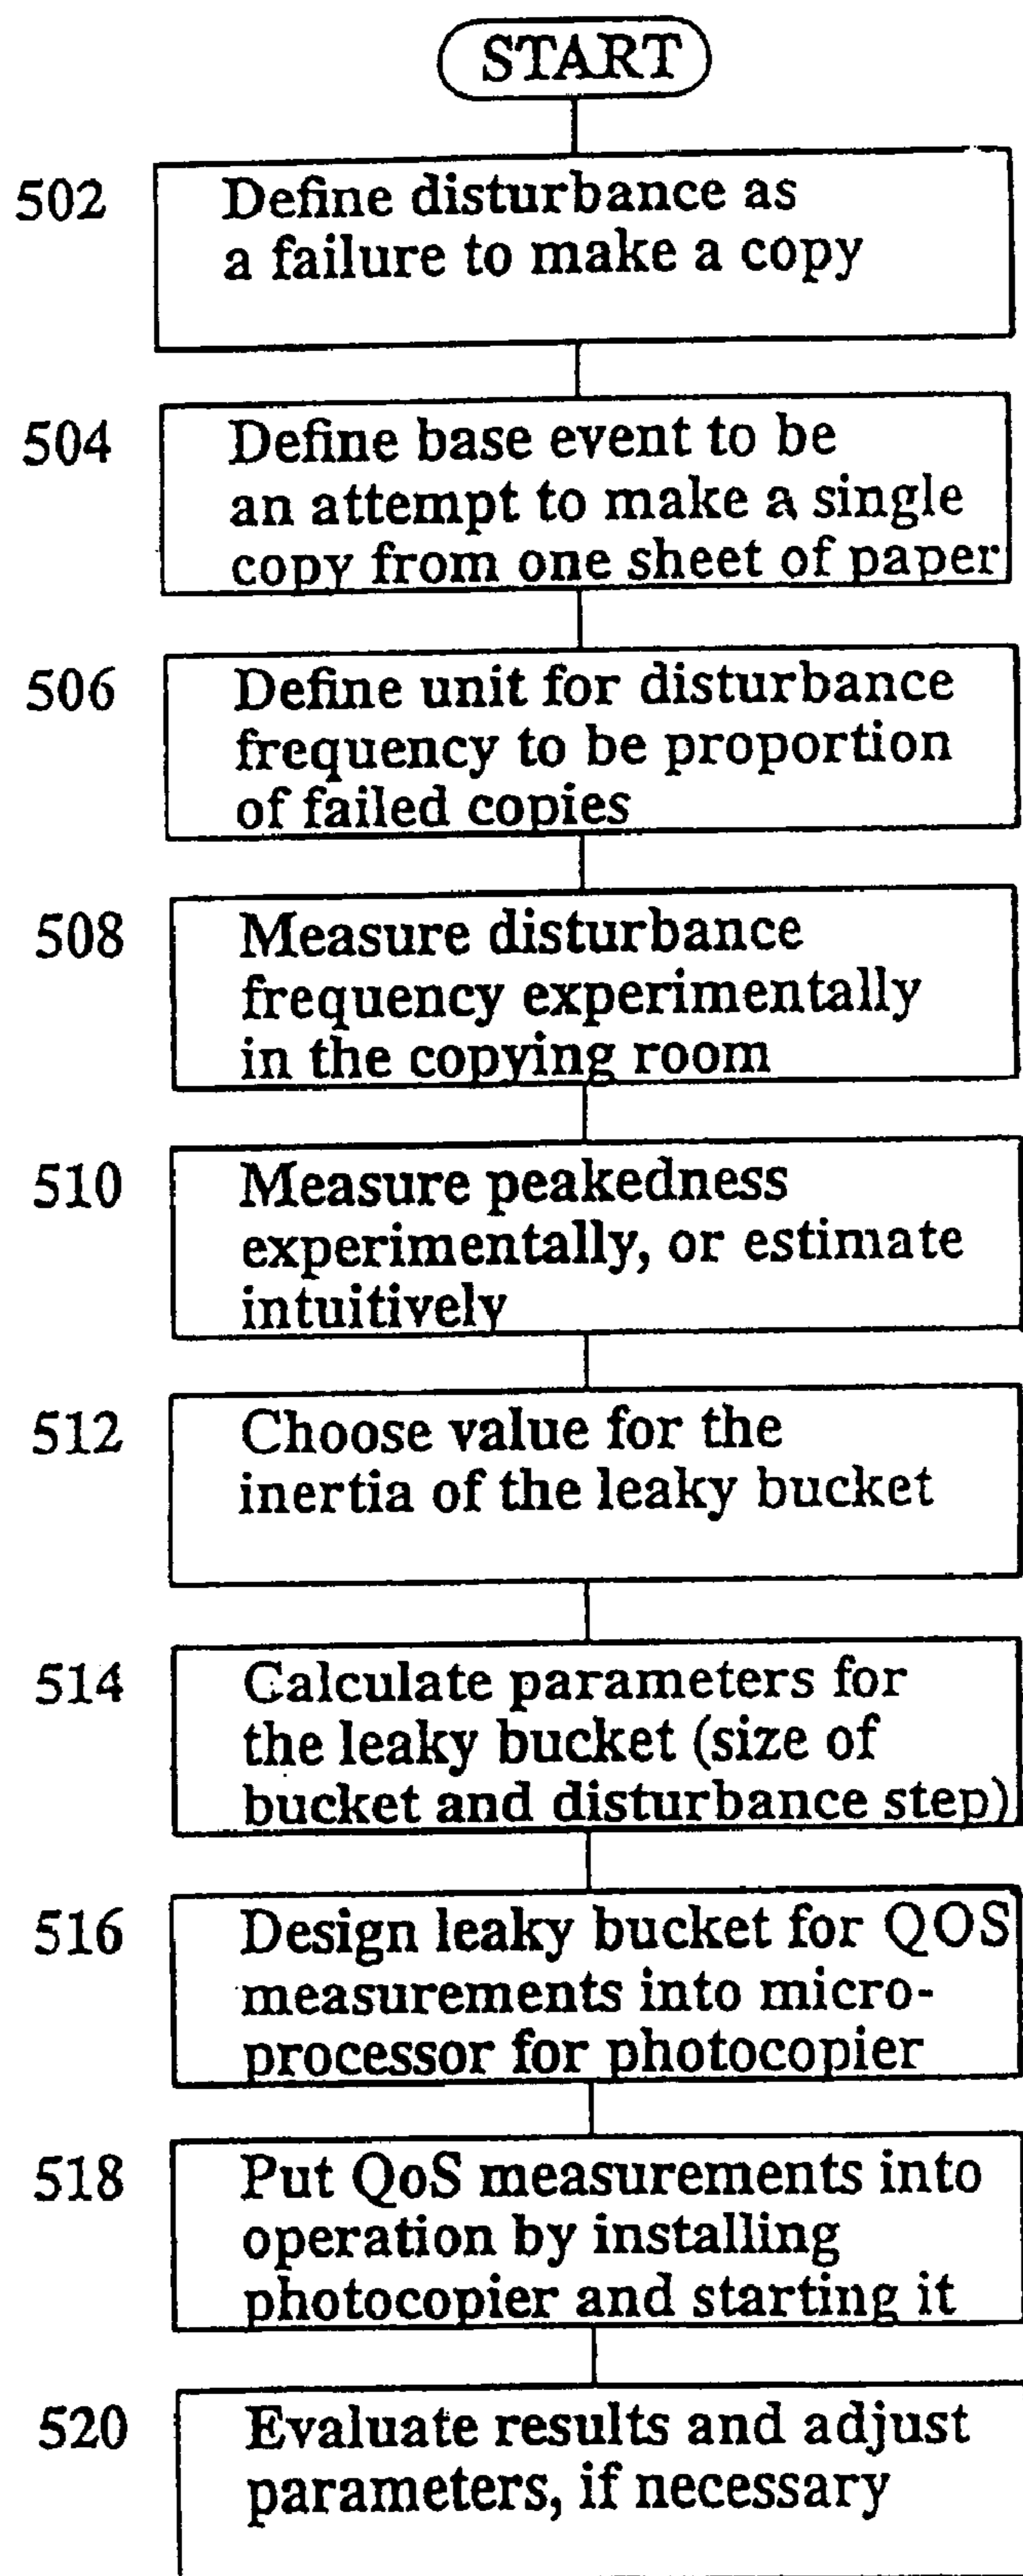 START
502
Define disturbance as
a failure to make a copy
504
Define base event to be
an attempt to make a single
copy from one sheet of paper
506
Define unit for disturbance
frequency to be proportion
of failed copies
508
Measure disturbance
frequency experimentally
in the copying room
510
Measure peakedness
experimentally, or estimate
intuitively
512
Choose value for the
inertia of the leaky bucket
514
Calculate parameters for
the leaky bucket (size of
bucket and disturbance step)
516
Design leaky bucket for QOS
measurements into micro-
processor for photocopier
518
Put QoS measurements into
operation by installing
photocopier and starting it
520
Evaluate results and adjust
parameters, if necessary